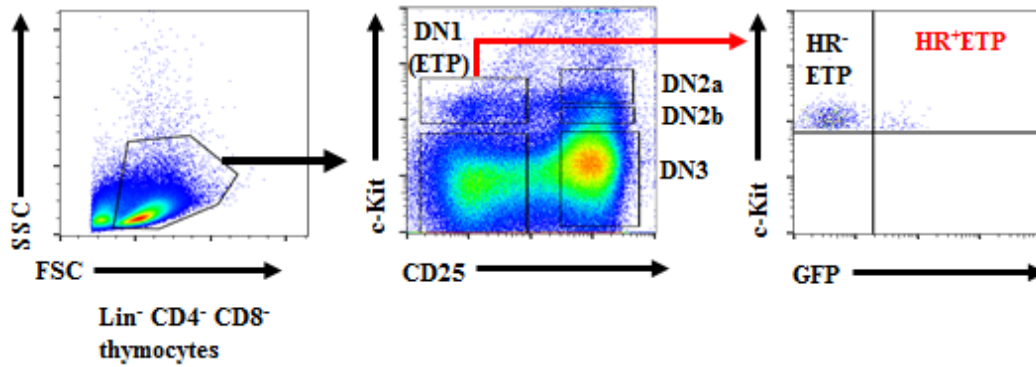 SSC
FSC
Lin⁻ CD4⁻ CD8⁻
thymocytes
c-Kit
DN1
(ETP)
DN2a
DN2b
DN3
CD25
c-Kit
HR⁻
ETP
HR⁺ETP
GFP